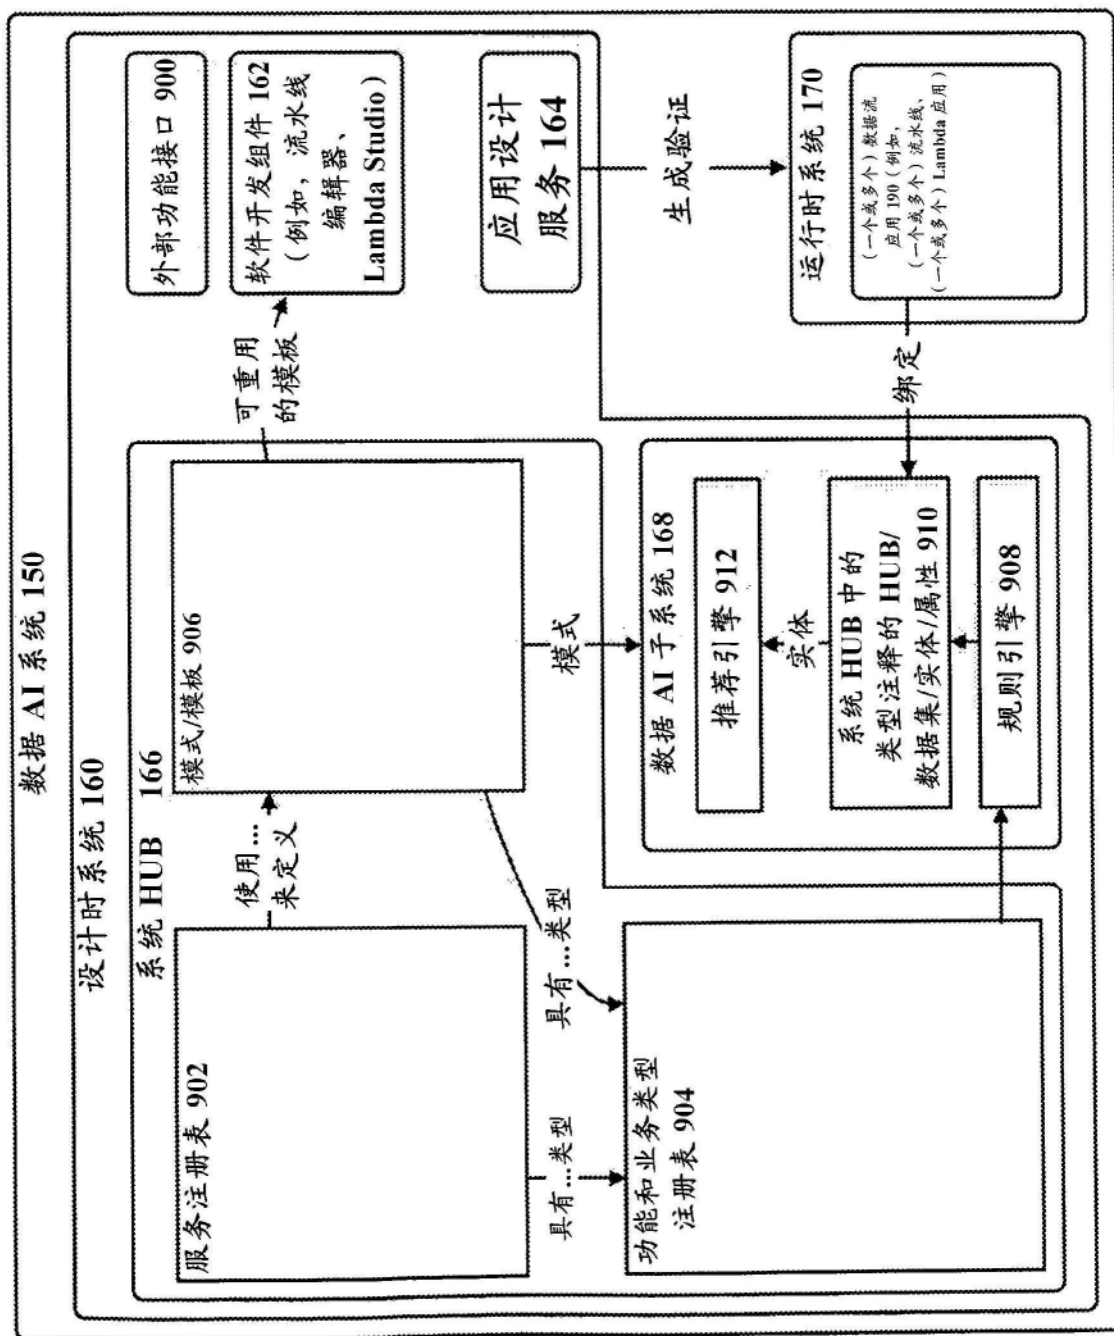 数据 AI 系统 150
设计时系统 160
系统 HUB 166
服务注册表 902
使用...
来定义
模式/模板 906
可重用
的模板
外部功能接口 900
软件开发组件 162
(例如，流水线
编辑器、
Lambda Studio)
应用设计
服务 164
具有...类型
具有...类型
模式
生成验证
功能和业务类型
注册表 904
数据 AI 子系统 168
推荐引擎 912
实体
系统 HUB 中的
类型注释的 HUB/
数据集/实体/属性 910
规则引擎 908
绑定
运行时系统 170
(一个或多个) 数据流
应用 190 (例如，
(一个或多个) 流水线、
(一个或多个) Lambda 应用)